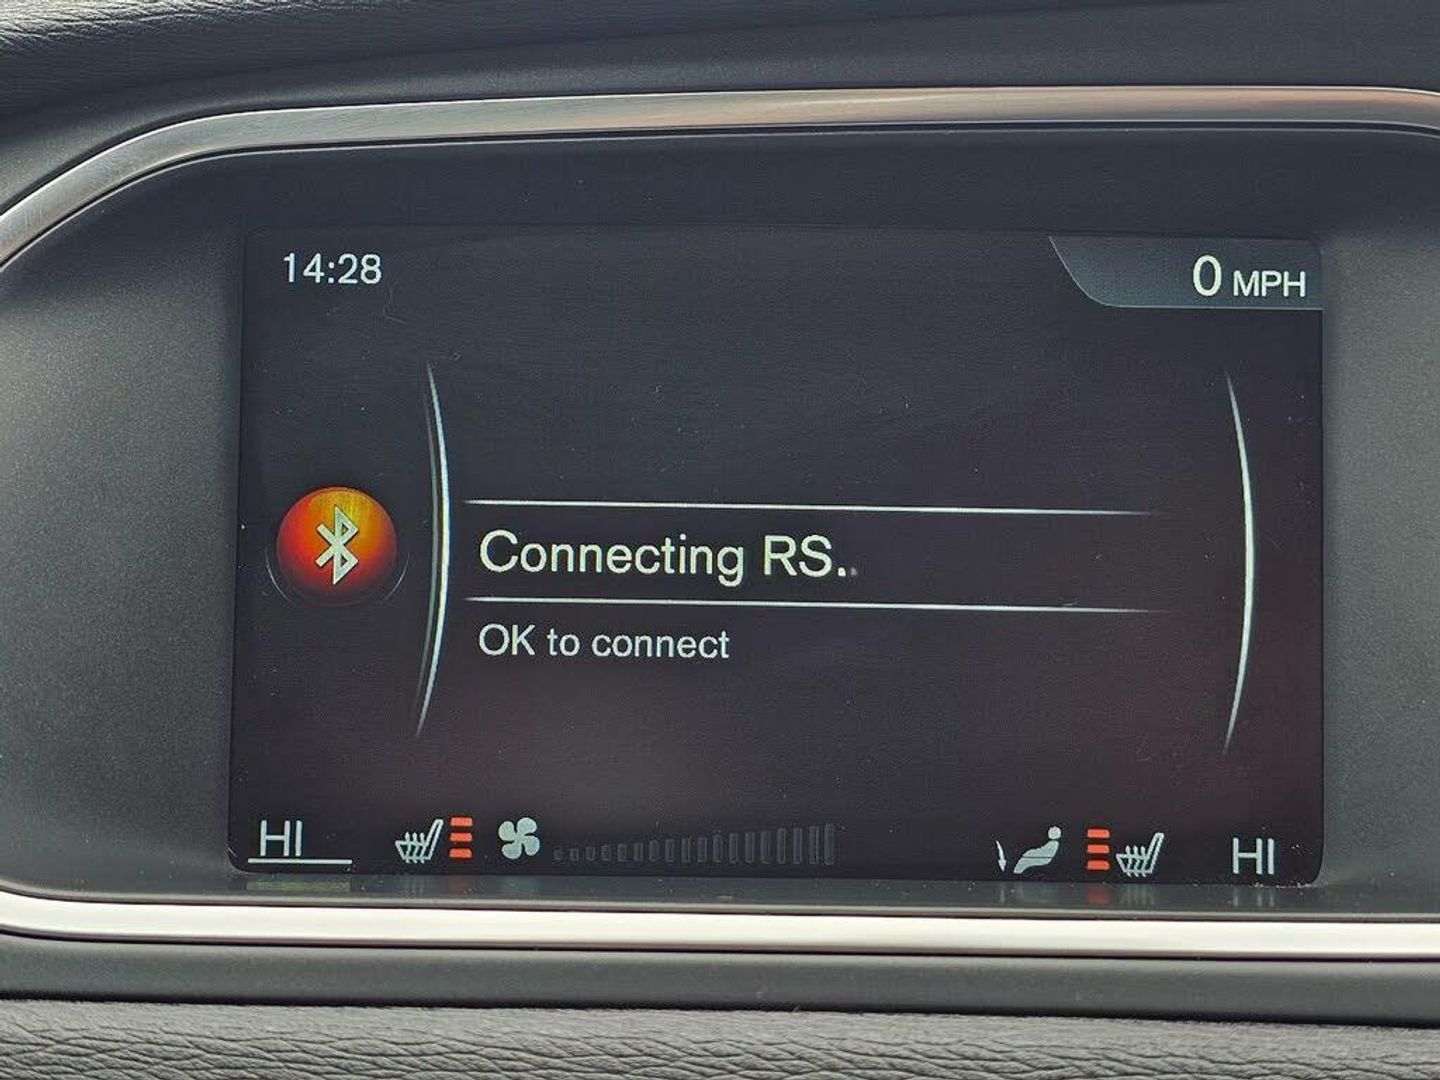 14:28
0 MPH
Connecting RS..
OK to connect
HI
HI